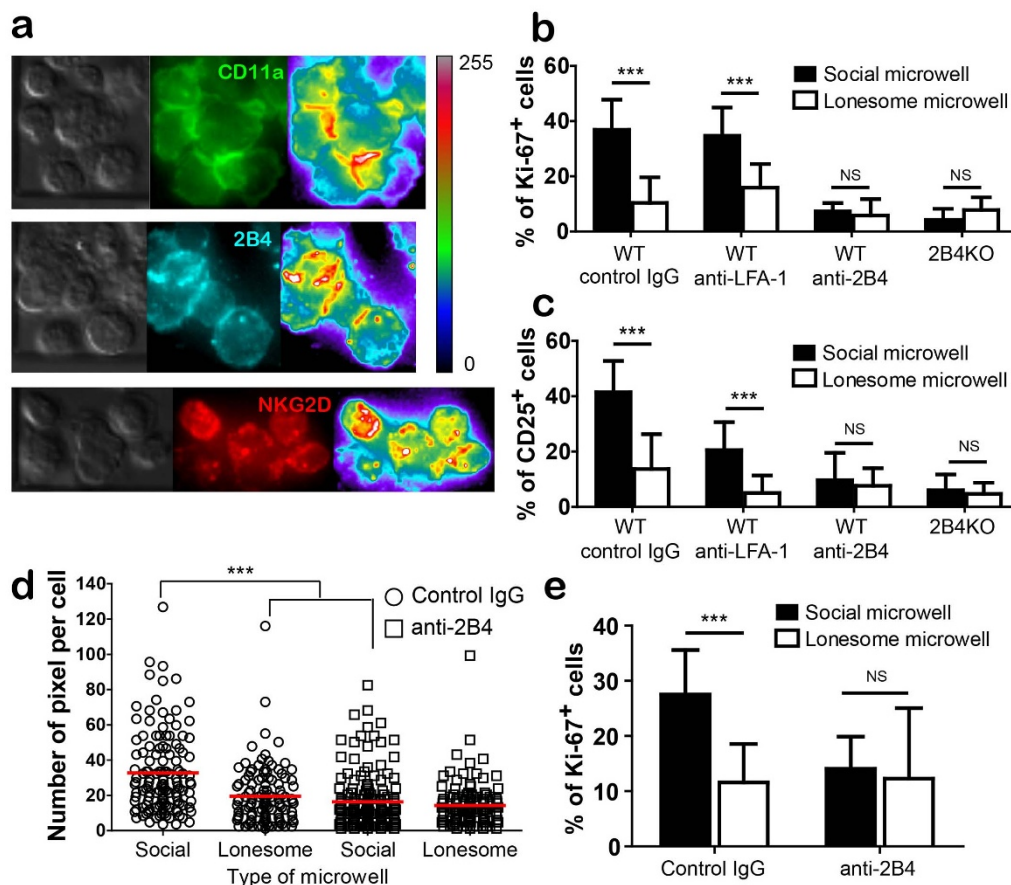 a
CD11a
255
2B4
0
NKG2D
b
% of Ki-67+ cells
60
40
20
0
Social microwell
Lonesome microwell
***
***
NS
NS
WT
control IgG
WT
anti-LFA-1
WT
anti-2B4
2B4KO
c
% of CD25+ cells
60
40
20
0
Social microwell
Lonesome microwell
***
***
NS
NS
WT
control IgG
WT
anti-LFA-1
WT
anti-2B4
2B4KO
d
Number of pixel per cell
140
120
100
80
60
40
20
0
***
Control IgG
anti-2B4
Social
Lonesome
Social
Lonesome
Type of microwell
e
% of Ki-67+ cells
40
30
20
10
0
Social microwell
Lonesome microwell
***
NS
Control IgG
anti-2B4